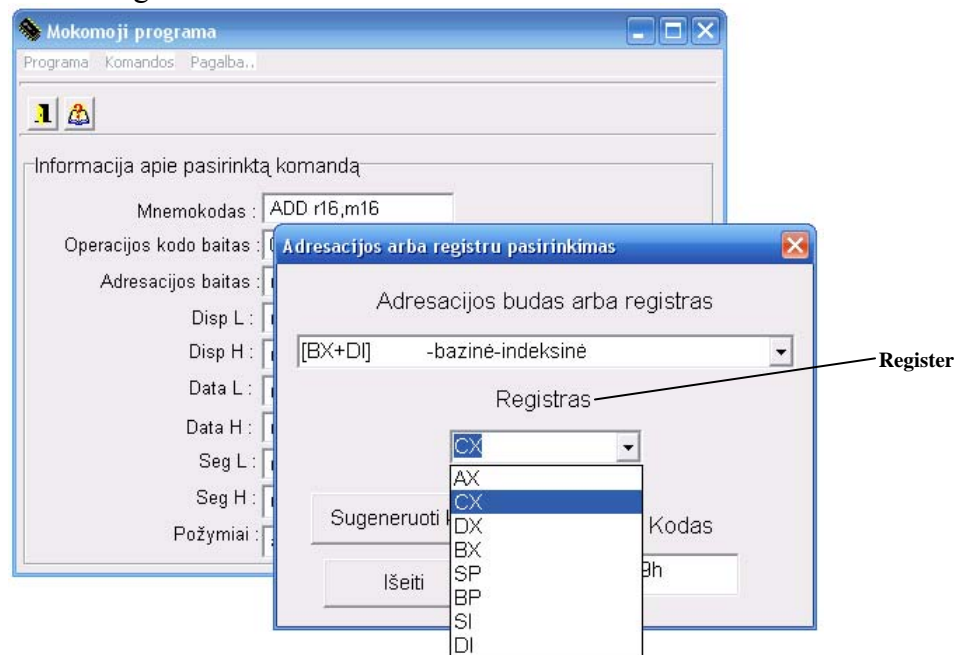 Mokomoji programa
Programa Komandos Pagalba..
Informacija apie pasirinktą komandą
Mnemokodas : ADD r16,m16
Operacijos kodo baitas :
Adresacijos baitas :
Disp L :
Disp H :
Data L :
Data H :
Seg L :
Seg H :
Požymiai :
Adresacijos arba registru pasirinkimas
Adresacijos budas arba registras
[BX+DI] -bazinė-indeksinė
Registras
Register
CX
AX
CX
DX
BX
SP
BP
SI
DI
Sugeneruoti
Kodas
9h
Išeiti